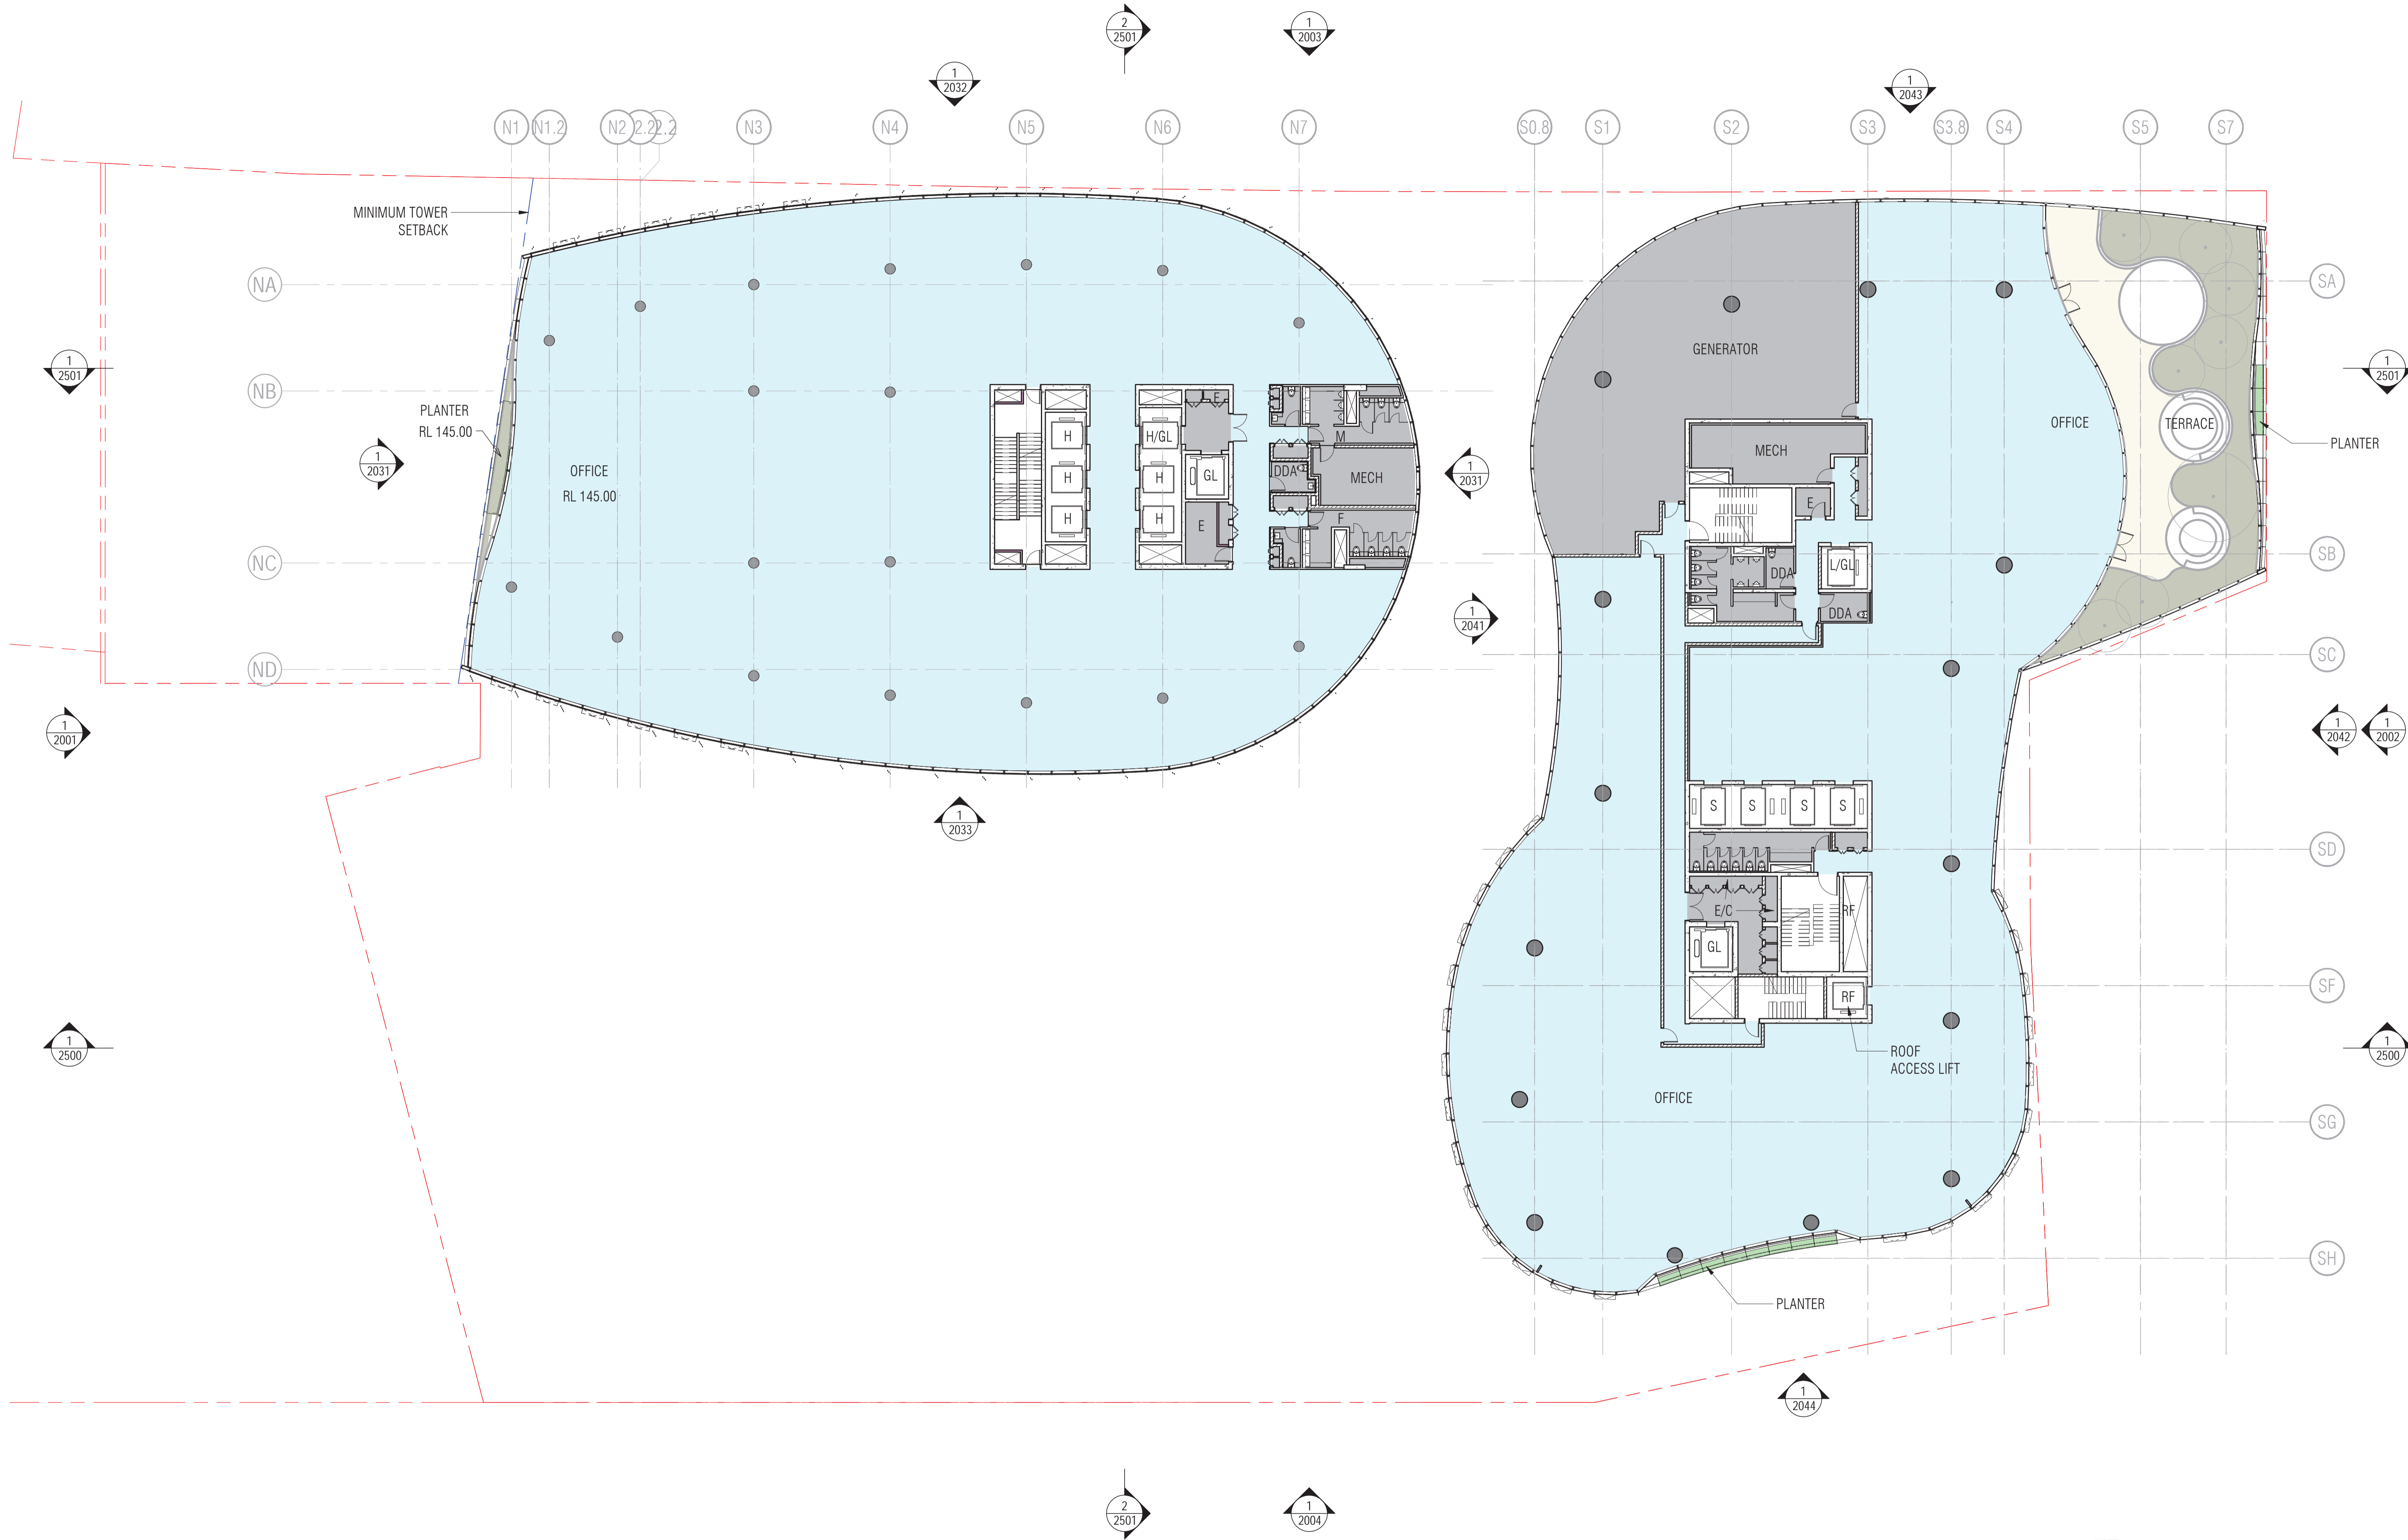 2
2501
1
2003
1
2032
1
2043
N1
N1.2
N2
2.2
2.2
N3
N4
N5
N6
N7
S0.8
S1
S2
S3
S3.8
S4
S5
S7
MINIMUM TOWER
SETBACK
NA
SA
GENERATOR
1
2501
1
2501
NB
PLANTER
RL 145.00
OFFICE
TERRACE
PLANTER
E
H
H/GL
M
MECH
1
2031
OFFICE
RL 145.00
H
H
GL
DDA
MECH
1
2031
E
H
H
E
F
NC
SB
DDA
L/GL
DDA
1
2041
ND
SC
1
2001
1
2042
1
2002
S
S
S
S
1
2033
SD
E/C
RF
GL
RF
SF
1
2500
ROOF
ACCESS LIFT
1
2500
OFFICE
SG
SH
PLANTER
1
2044
2
2501
1
2004